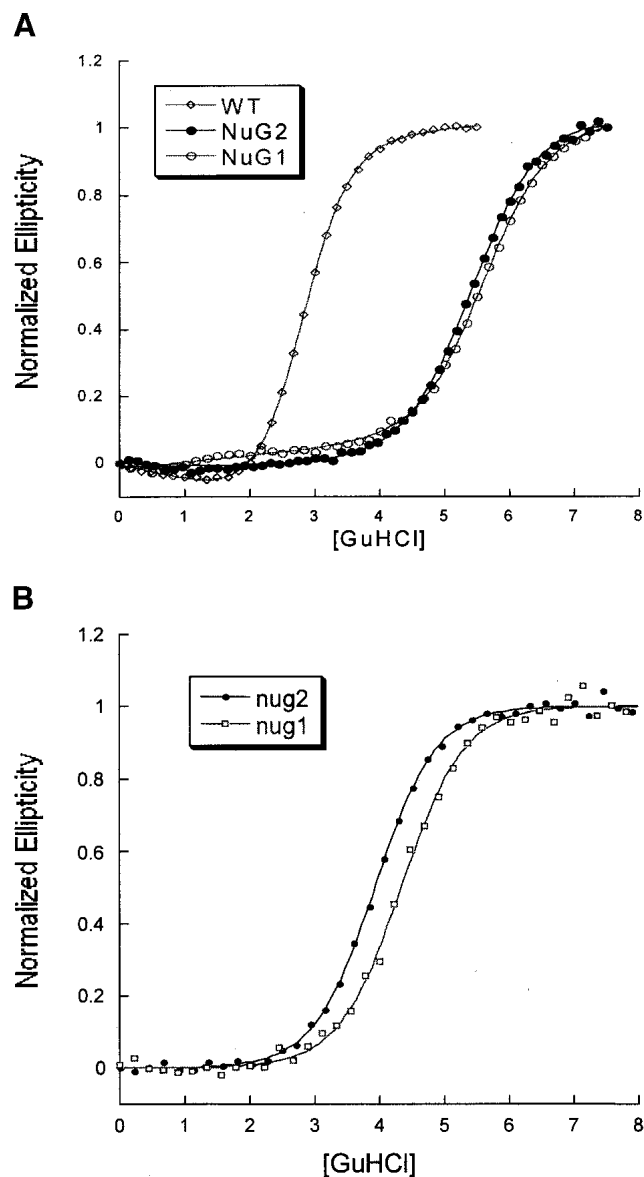 A
1.2
1
0.8
0.6
0.4
0.2
0
Normalized Ellipticity
WT
NuG2
NuG1
0 1 2 3 4 5 6 7 8
[GuHCl]
B
1.2
1
0.8
0.6
0.4
0.2
0
Normalized Ellipticity
nug2
nug1
0 1 2 3 4 5 6 7 8
[GuHCl]